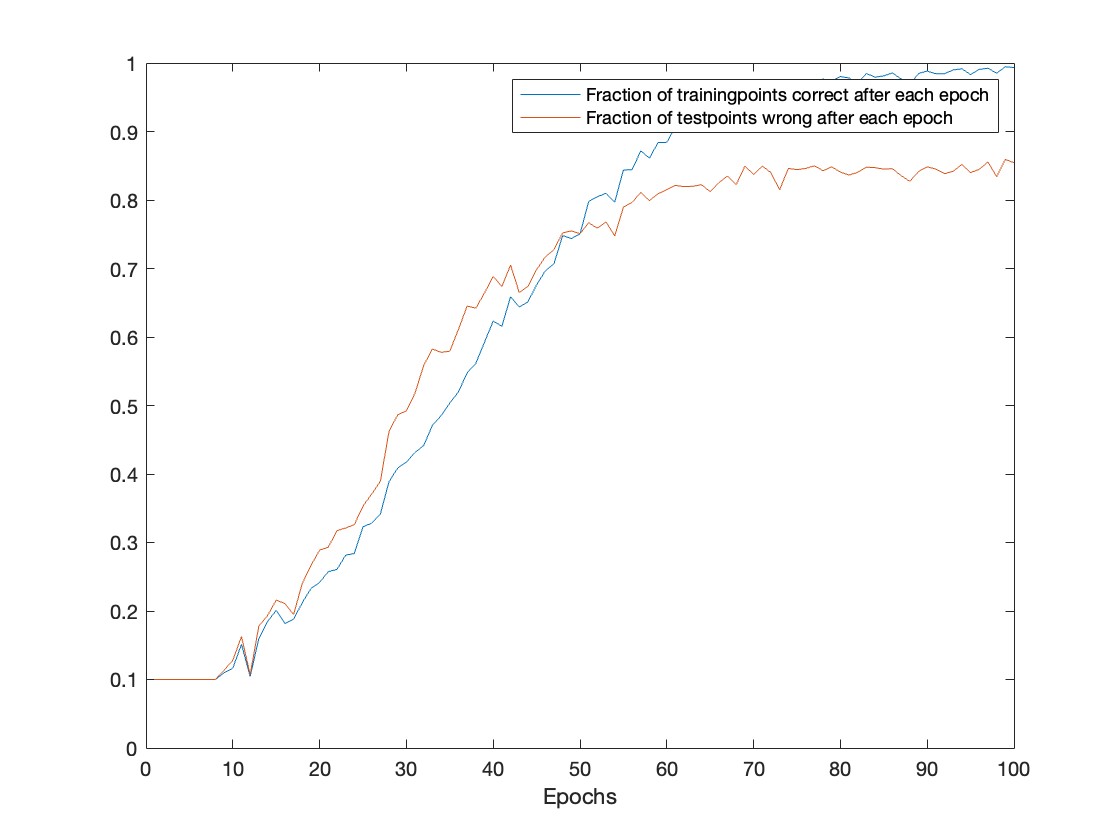 1
0.9
0.8
0.7
0.6
0.5
0.4
0.3
0.2
0.1
0
Fraction of trainingpoints correct after each epoch
Fraction of testpoints wrong after each epoch
0 10 20 30 40 50 60 70 80 90 100
Epochs